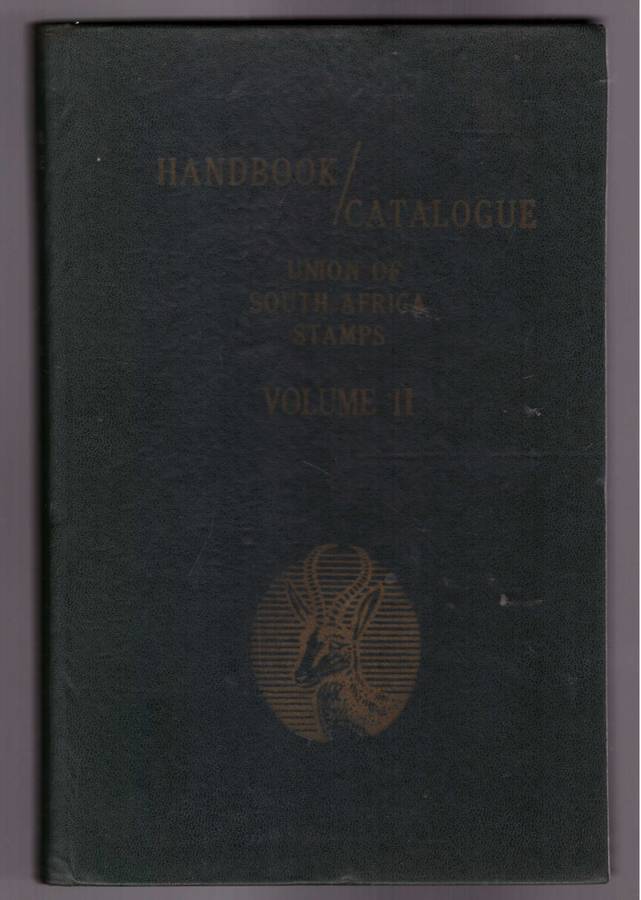 HANDBOOK/
CATALOGUE
UNION OF
SOUTH AFRICA
STAMPS
VOLUME II